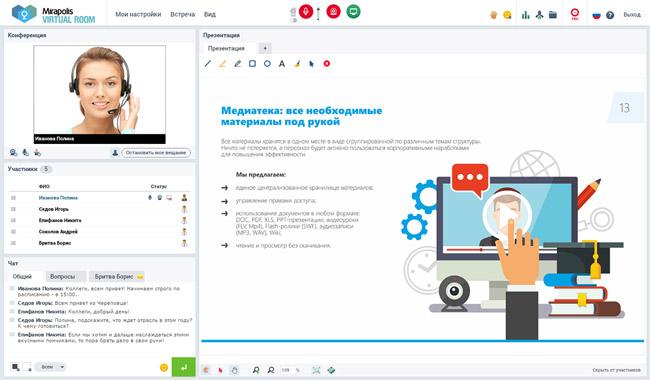 Mirapolis
VIRTUAL ROOM
Мои настройки Встреча Вид
REC
Выход
Конференция
Иванова Полина
Остановить мое вещание
Участники 5
ФИО Статус
Иванова Полина
Седов Игорь
Епифанов Никита
Соколов Андрей
Бритва Борис
Чат
Общий Вопросы Бритва Борис
Иванова Полина: Коллеги, всем привет! Начинаем строго по
расписанию - в 15:00.
Седов Игорь: Всем привет из Череповца!
Епифанов Никита: Коллеги, добрый день!
Седов Игорь: Полина, подскажите, что ждет отрасль в этом году?
К чему готовиться?
Епифанов Никита: Если мы хотим и дальше наслаждаться этими
вкусными пончиками, то пора брать дело в свои руки!
Всем
Презентация
Презентация +
A
Медиатека: все необходимые
материалы под рукой
13
Все материалы хранятся в одном месте в виде сгруппированной по различным темам структуры.
Ничто не потеряется, а персонал будет активно пользоваться корпоративными наработками
для повышения эффективности.
Мы предлагаем:
единое централизованное хранилище материалов;
управление правами доступа;
использование документов в любом формате:
DOC, PDF, XLS, PPT-презентации, видеоуроки
(FLV, Mp4), Flash-ролики (SWF), аудиозаписи
(MP3, WAV), Wiki;
чтение и просмотр без скачивания.
109 %
Скрыть от участников